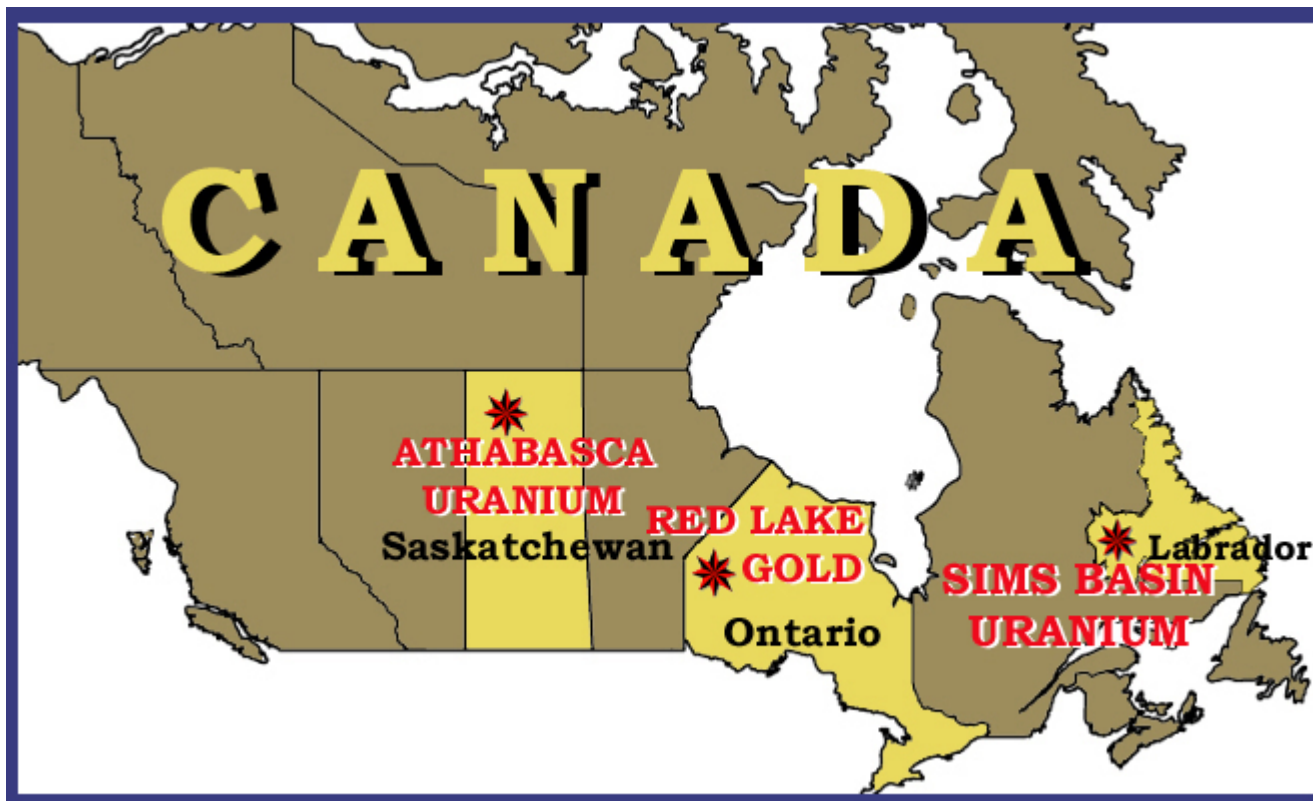 CANADA
ATHABASCA
URANIUM
Saskatchewan
RED LAKE
GOLD
Ontario
Labrador
SIMS BASIN
URANIUM